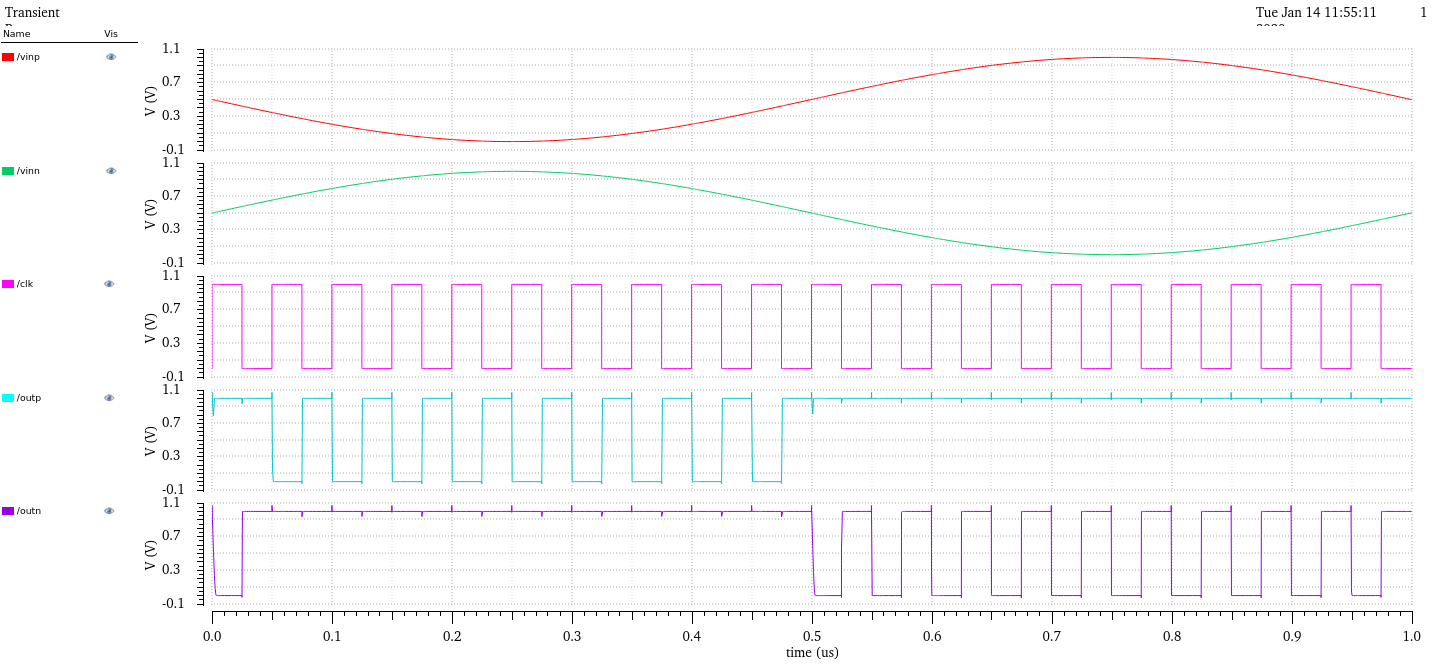 Transient
Tue Jan 14 11:55:11 1
Name Vis
/vinp
1.1
0.7
0.3
-0.1
V (V)
/vinn
1.1
0.7
0.3
-0.1
V (V)
/clk
1.1
0.7
0.3
-0.1
V (V)
/outp
1.1
0.7
0.3
-0.1
V (V)
/outn
1.1
0.7
0.3
-0.1
V (V)
0.0 0.1 0.2 0.3 0.4 0.5 0.6 0.7 0.8 0.9 1.0
time (us)